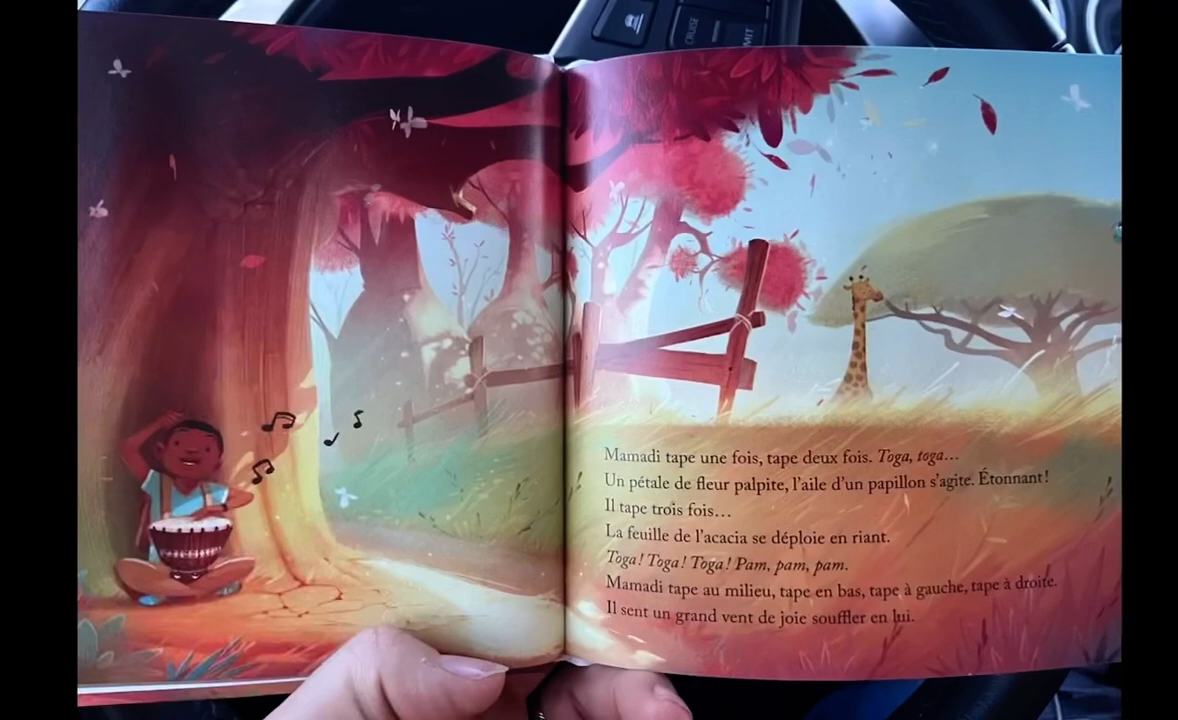 CRUISE
Mamadi tape une fois, tape deux fois. Toga, toga…
Un pétale de fleur palpite, l'aile d'un papillon s'agite. Étonnant !
Il tape trois fois…
La feuille de l'acacia se déploie en riant.
Toga ! Toga ! Toga ! Pam, pam, pam.
Mamadi tape au milieu, tape en bas, tape à gauche, tape à droite.
Il sent un grand vent de joie souffler en lui.